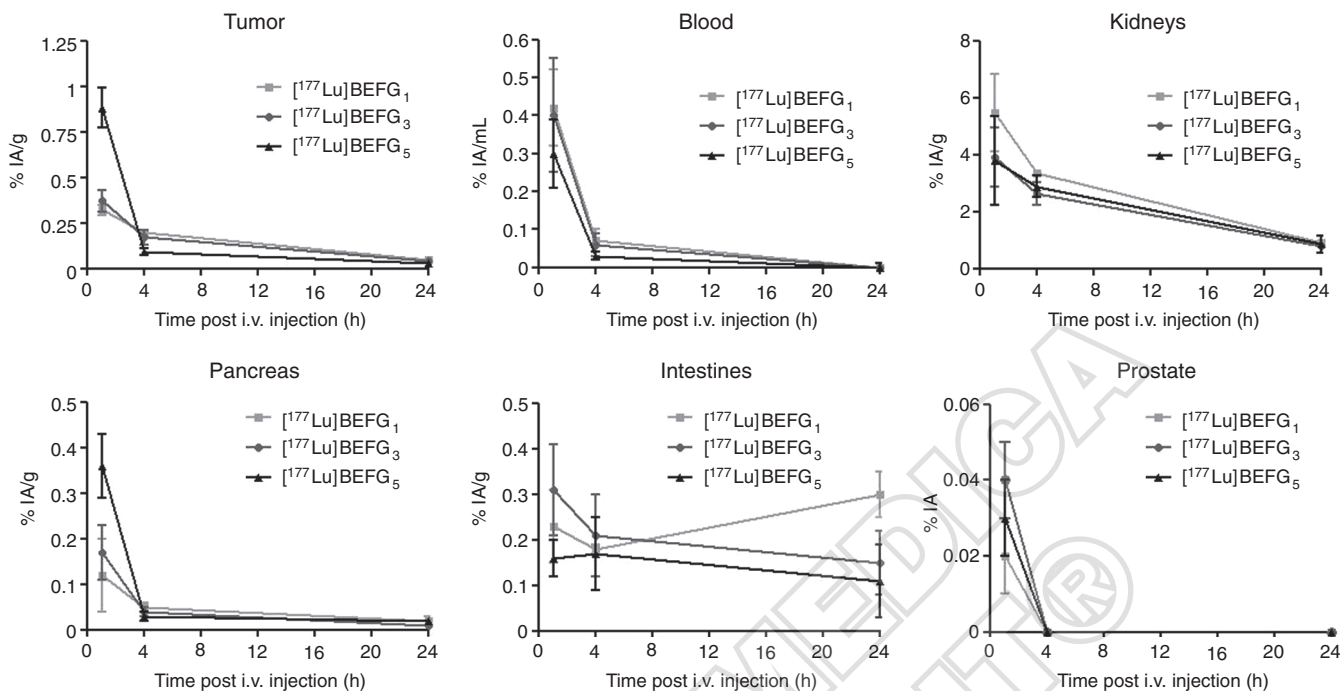 Tumor
1.25
1
0.75
0.5
0.25
0
% IA/g
[177Lu]BEFG1
[177Lu]BEFG3
[177Lu]BEFG5
0 4 8 12 16 20 24
Time post i.v. injection (h)
Blood
0.6
0.5
0.4
0.3
0.2
0.1
0
% IA/mL
[177Lu]BEFG1
[177Lu]BEFG3
[177Lu]BEFG5
0 4 8 12 16 20 24
Time post i.v. injection (h)
Kidneys
8
6
4
2
0
% IA/g
[177Lu]BEFG1
[177Lu]BEFG3
[177Lu]BEFG5
0 4 8 12 16 20 24
Time post i.v. injection (h)
Pancreas
0.5
0.4
0.3
0.2
0.1
0
% IA/g
[177Lu]BEFG1
[177Lu]BEFG3
[177Lu]BEFG5
0 4 8 12 16 20 24
Time post i.v. injection (h)
Intestines
0.5
0.4
0.3
0.2
0.1
0
% IA/g
[177Lu]BEFG1
[177Lu]BEFG3
[177Lu]BEFG5
0 4 8 12 16 20 24
Time post i.v. injection (h)
Prostate
0.06
0.04
0.02
0
% IA
[177Lu]BEFG1
[177Lu]BEFG3
[177Lu]BEFG5
0 4 8 12 16 20 24
Time post i.v. injection (h)
MEDICA